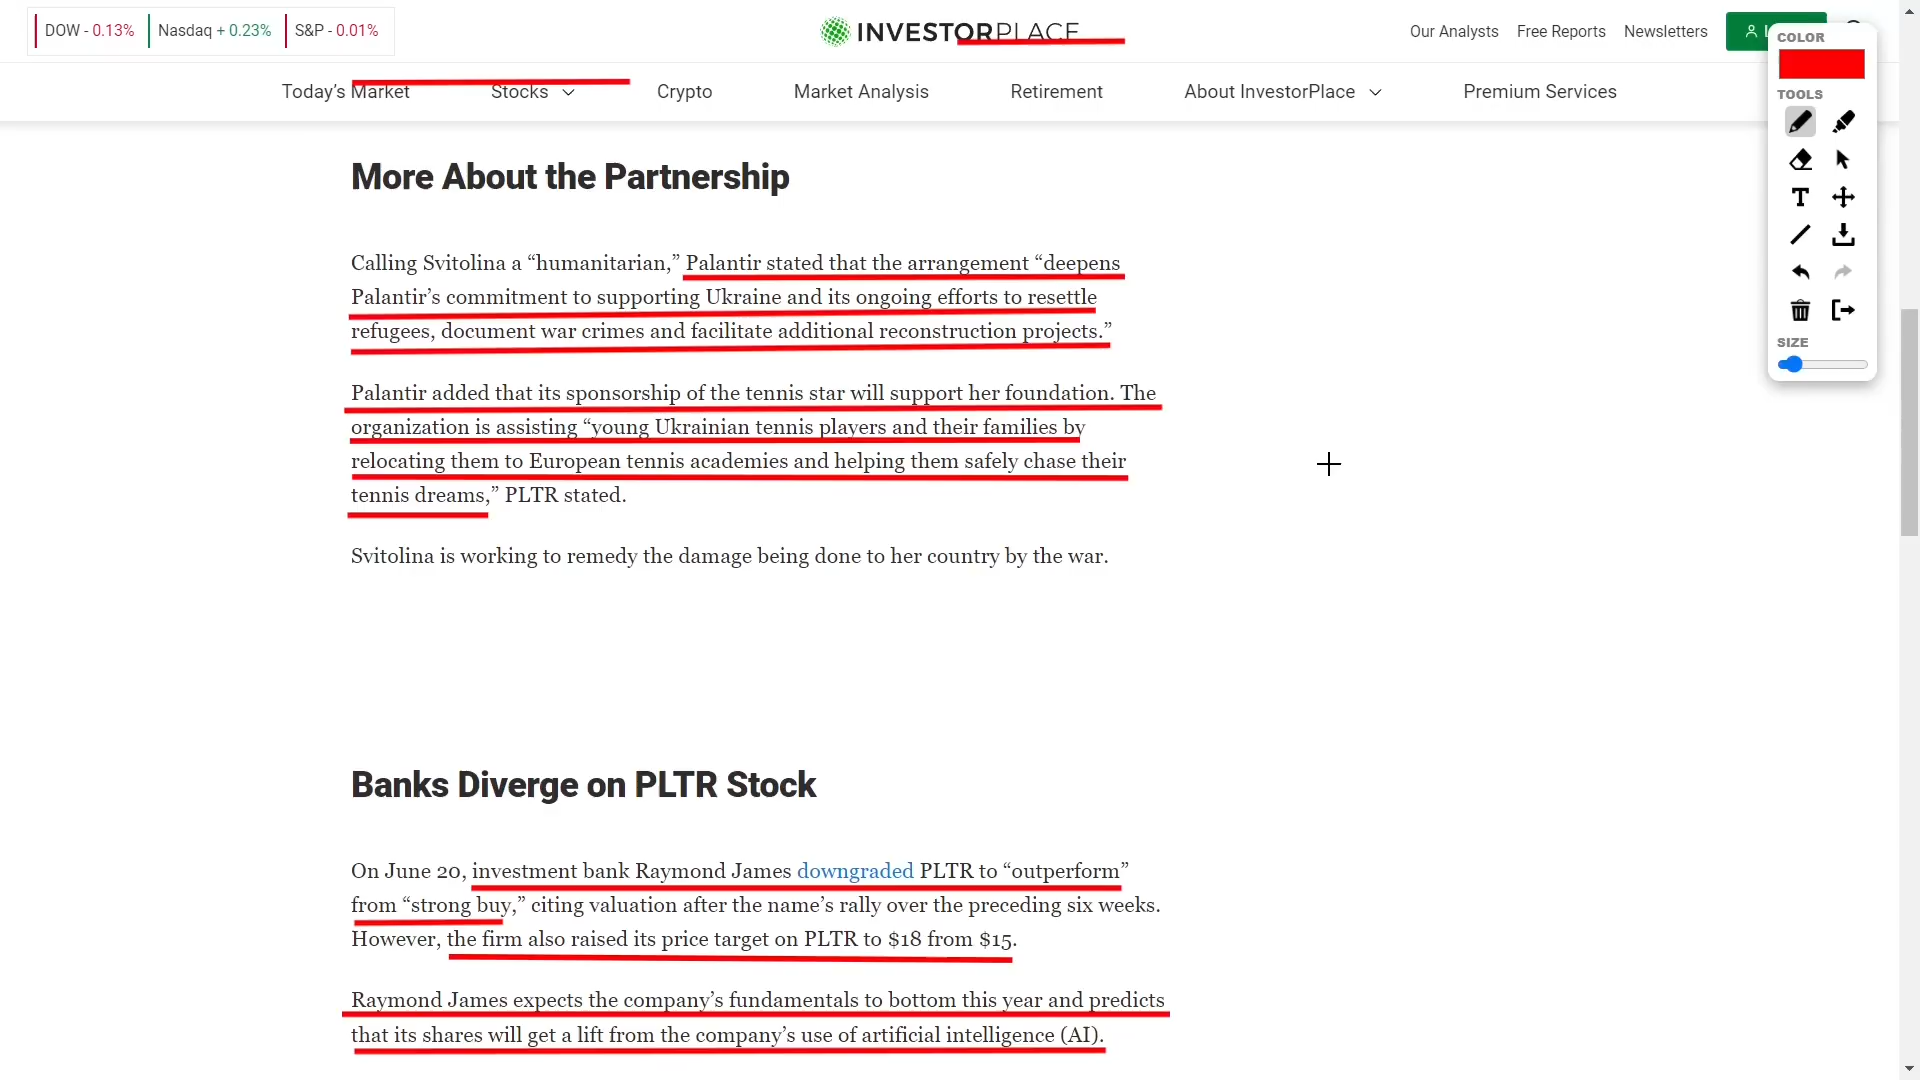 DOW - 0.13% Nasdaq + 0.23% S&P - 0.01%
INVESTORPLACE
Our Analysts Free Reports Newsletters
Today’s Market Stocks Crypto Market Analysis Retirement About InvestorPlace Premium Services
COLOR
TOOLS
T
SIZE
More About the Partnership
Calling Svitolina a “humanitarian,” Palantir stated that the arrangement “deepens
Palantir’s commitment to supporting Ukraine and its ongoing efforts to resettle
refugees, document war crimes and facilitate additional reconstruction projects.”
Palantir added that its sponsorship of the tennis star will support her foundation. The
organization is assisting “young Ukrainian tennis players and their families by
relocating them to European tennis academies and helping them safely chase their
tennis dreams,” PLTR stated.
Svitolina is working to remedy the damage being done to her country by the war.
Banks Diverge on PLTR Stock
On June 20, investment bank Raymond James downgraded PLTR to “outperform”
from “strong buy,” citing valuation after the name’s rally over the preceding six weeks.
However, the firm also raised its price target on PLTR to $18 from $15.
Raymond James expects the company’s fundamentals to bottom this year and predicts
that its shares will get a lift from the company’s use of artificial intelligence (AI).